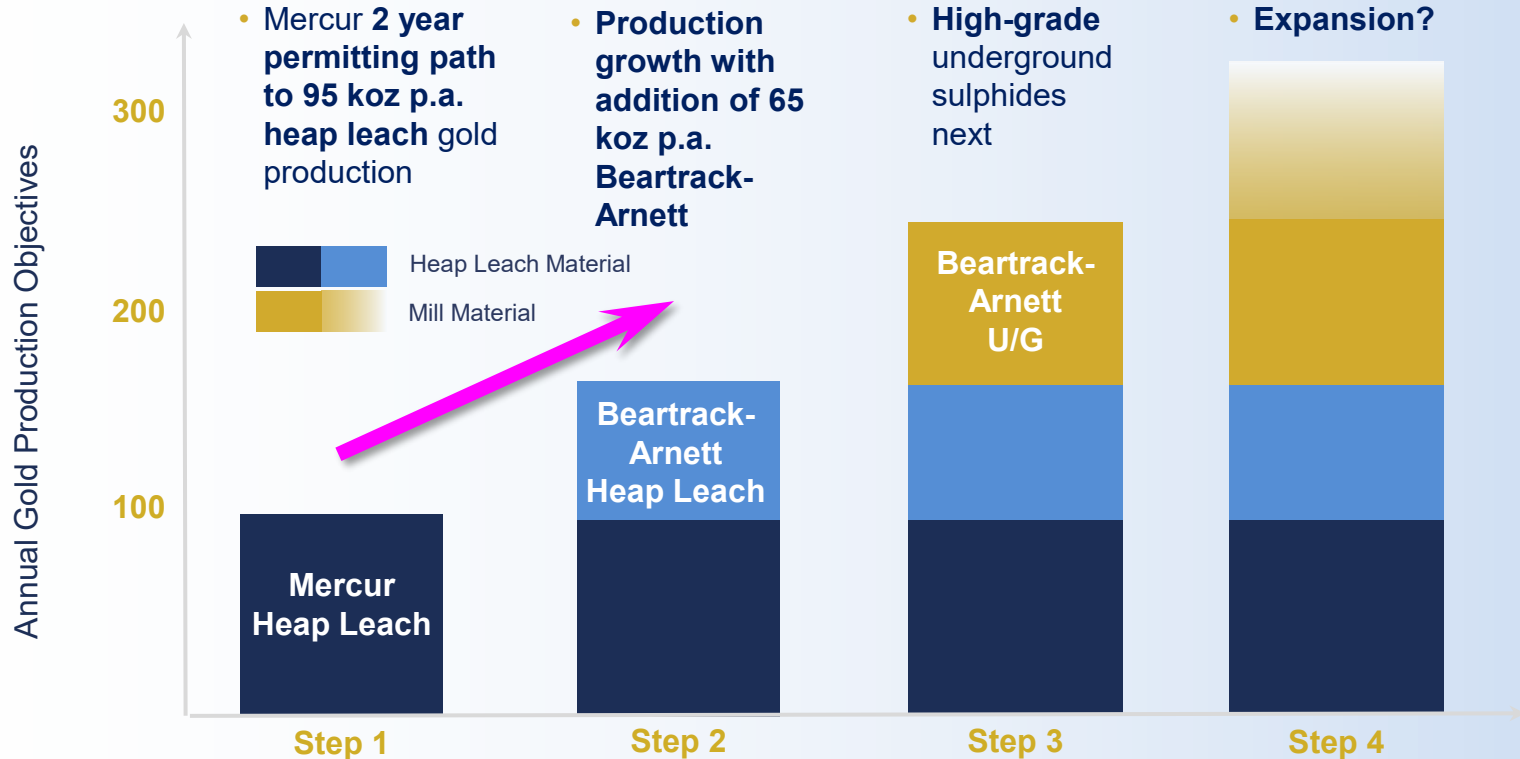 • Mercur 2 year
permitting path
to 95 koz p.a.
heap leach gold
production
• Production
growth with
addition of 65
koz p.a.
Beartrack-
Arnett
• High-grade
underground
sulphides
next
• Expansion?
Annual Gold Production Objectives
300
200
100
Heap Leach Material
Mill Material
Mercur
Heap Leach
Beartrack-
Arnett
Heap Leach
Beartrack-
Arnett
U/G
Step 1
Step 2
Step 3
Step 4